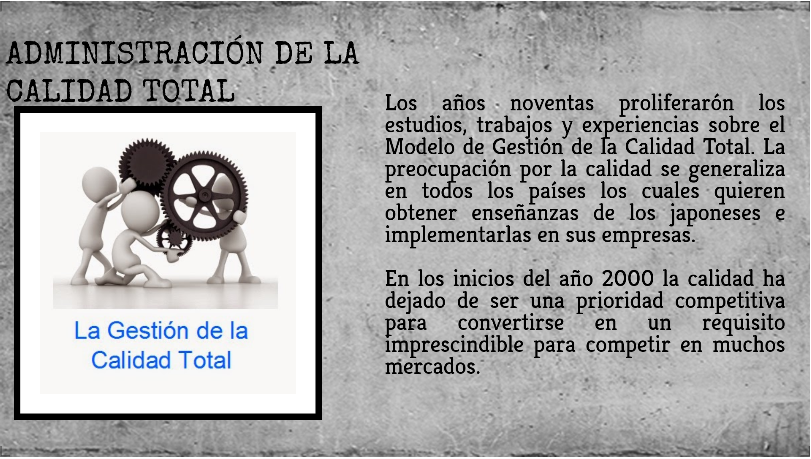 ADMINISTRACIÓN DE LA
CALIDAD TOTAL
La Gestión de la
Calidad Total
Los años noventas proliferarón los
estudios, trabajos y experiencias sobre el
Modelo de Gestión de la Calidad Total. La
preocupación por la calidad se generaliza
en todos los países los cuales quieren
obtener enseñanzas de los japoneses e
implementarlas en sus empresas.
En los inicios del año 2000 la calidad ha
dejado de ser una prioridad competitiva
para convertirse en un requisito
imprescindible para competir en muchos
mercados.